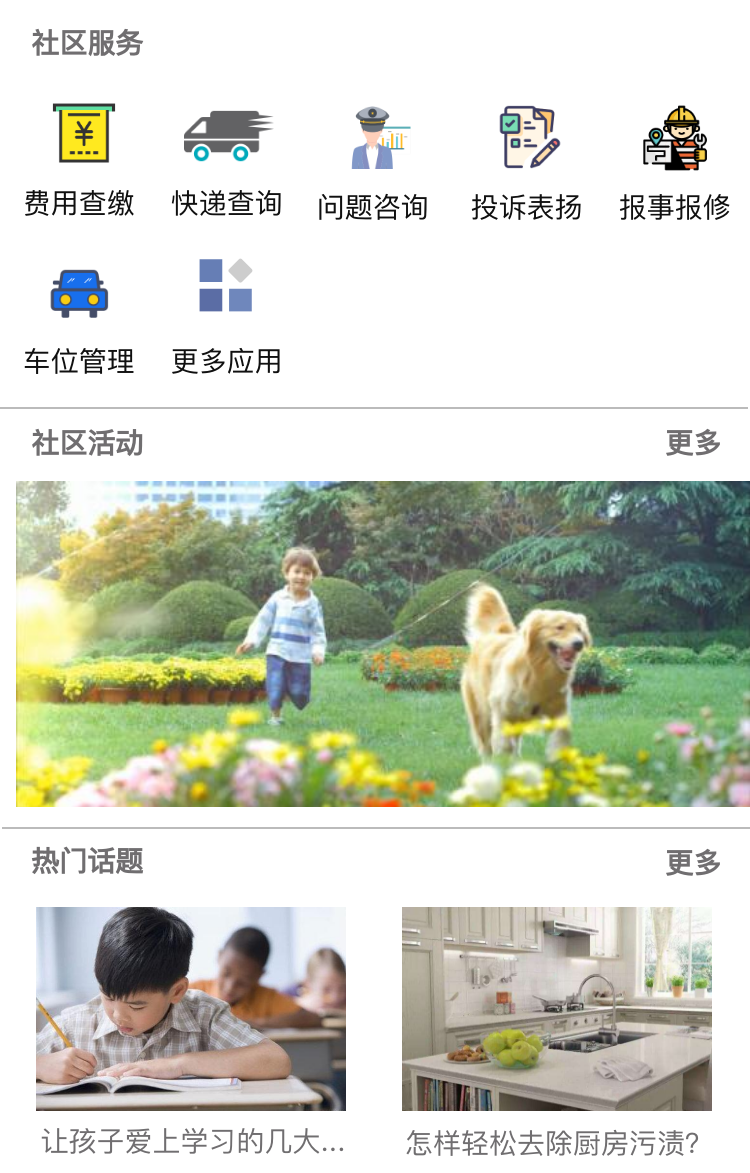 社区服务
费用查缴 快递查询 问题咨询 投诉表扬 报事报修
车位管理 更多应用
社区活动 更多
热门话题 更多
让孩子爱上学习的几大... 怎样轻松去除厨房污渍?